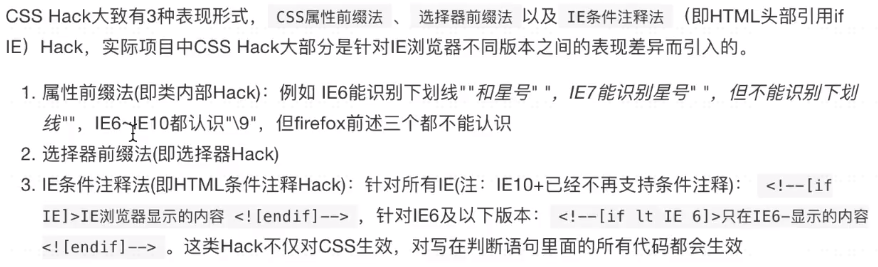 CSS Hack大致有3种表现形式， CSS属性前缀法 、 选择器前缀法 以及 IE条件注释法 （即HTML头部引用if
IE）Hack，实际项目中CSS Hack大部分是针对IE浏览器不同版本之间的表现差异而引入的。
1. 属性前缀法(即类内部Hack)：例如 IE6能识别下划线""和星号" "，IE7能识别星号" "，但不能识别下划
线""，IE6~IE10都认识"\9"，但firefox前述三个都不能认识
2. 选择器前缀法(即选择器Hack)
3. IE条件注释法(即HTML条件注释Hack)：针对所有IE(注：IE10+已经不再支持条件注释)： <!--[if
IE]>IE浏览器显示的内容 <![endif]--> ，针对IE6及以下版本： <!--[if lt IE 6]>只在IE6-显示的内容
<![endif]--> 。这类Hack不仅对CSS生效，对写在判断语句里面的所有代码都会生效